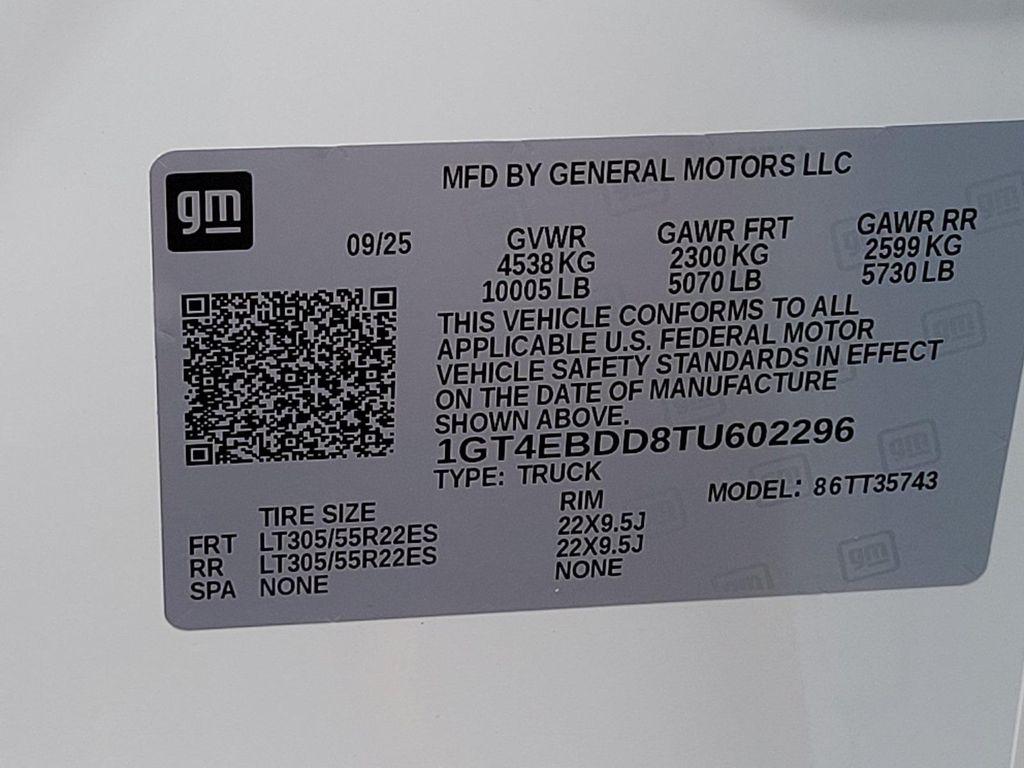 gm
MFD BY GENERAL MOTORS LLC
09/25
GVWR
4538 KG
10005 LB
GAWR FRT
2300 KG
5070 LB
GAWR RR
2599 KG
5730 LB
THIS VEHICLE CONFORMS TO ALL
APPLICABLE U.S. FEDERAL MOTOR
VEHICLE SAFETY STANDARDS IN EFFECT
ON THE DATE OF MANUFACTURE
SHOWN ABOVE.
1GT4EBDD8TU602296
TYPE: TRUCK
MODEL: 86TT35743
TIRE SIZE RIM
FRT LT305/55R22ES 22X9.5J
RR LT305/55R22ES 22X9.5J
SPA NONE NONE